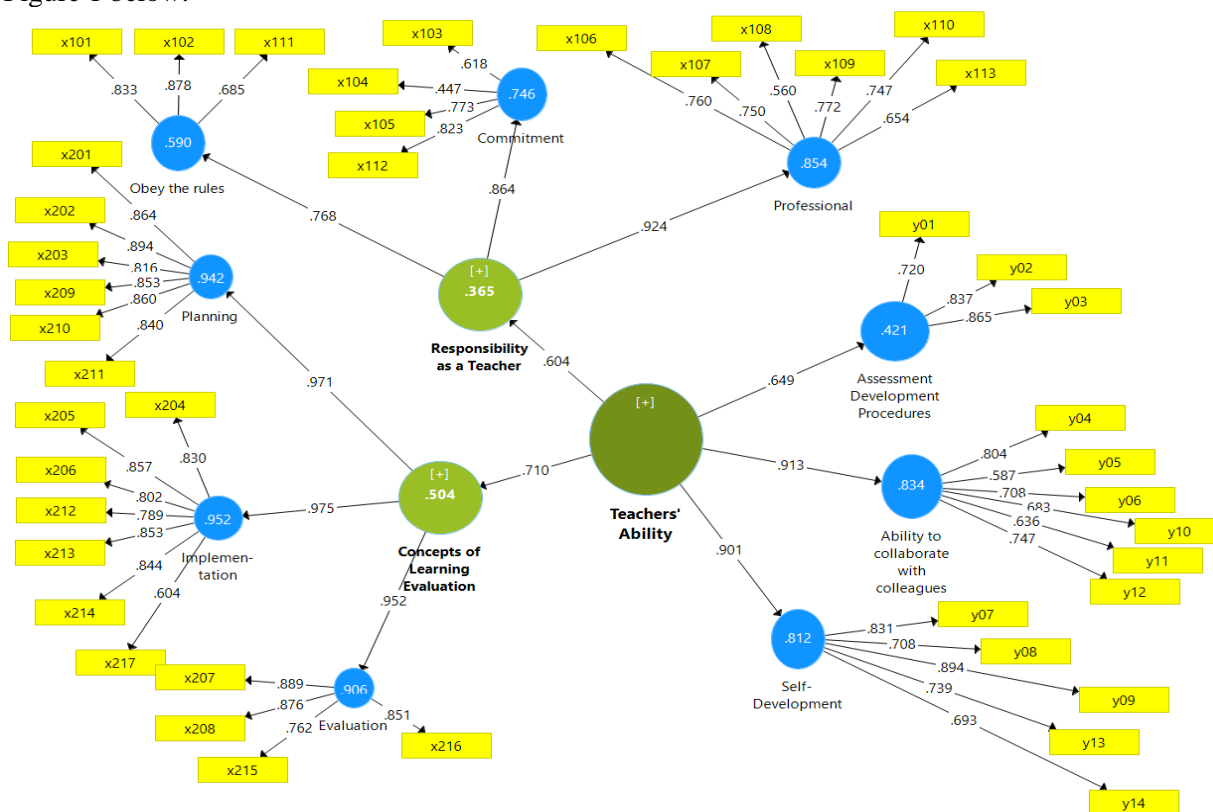 Figure 1 below.
x101
x102
x111
.833
.878
.685
.590
Obey the rules
x103
x104
x105
x112
.618
.447
.773
.823
.746
Commitment
x106
x107
x108
x109
x110
x113
.760
.750
.560
.772
.747
.654
.854
Professional
.768
.864
.924
[+]
.365
Responsibility
as a Teacher
.604
x201
x202
x203
x209
x210
x211
.864
.894
.816
.853
.860
.840
.942
Planning
.971
x204
x205
x206
x212
x213
x214
x217
.830
.857
.802
.789
.853
.844
.604
.952
Implemen-
tation
.975
[+]
.504
Concepts of
Learning
Evaluation
.710
.952
x207
x208
x215
x216
.889
.876
.762
.851
.906
Evaluation
[+]
Teachers'
Ability
y01
y02
y03
.720
.837
.865
.421
Assessment
Development
Procedures
.649
y04
y05
y06
y10
y11
y12
.804
.587
.708
.683
.636
.747
.834
Ability to
collaborate
with
colleagues
.913
y07
y08
y09
y13
y14
.831
.708
.894
.739
.693
.812
Self-
Development
.901